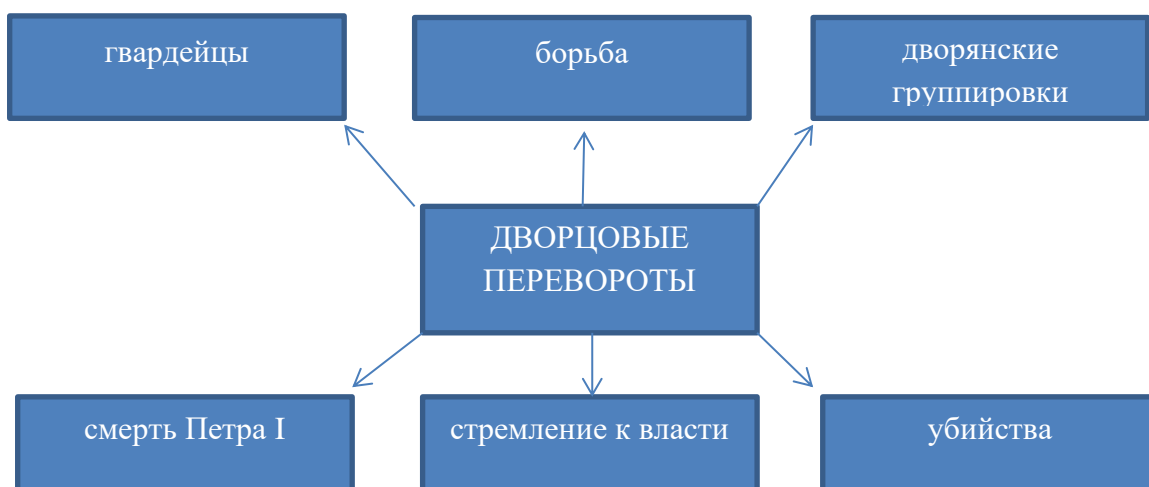 гвардейцы
борьба
дворянские
группировки
ДВОРЦОВЫЕ
ПЕРЕВОРОТЫ
смерть Петра I
стремление к власти
убийства